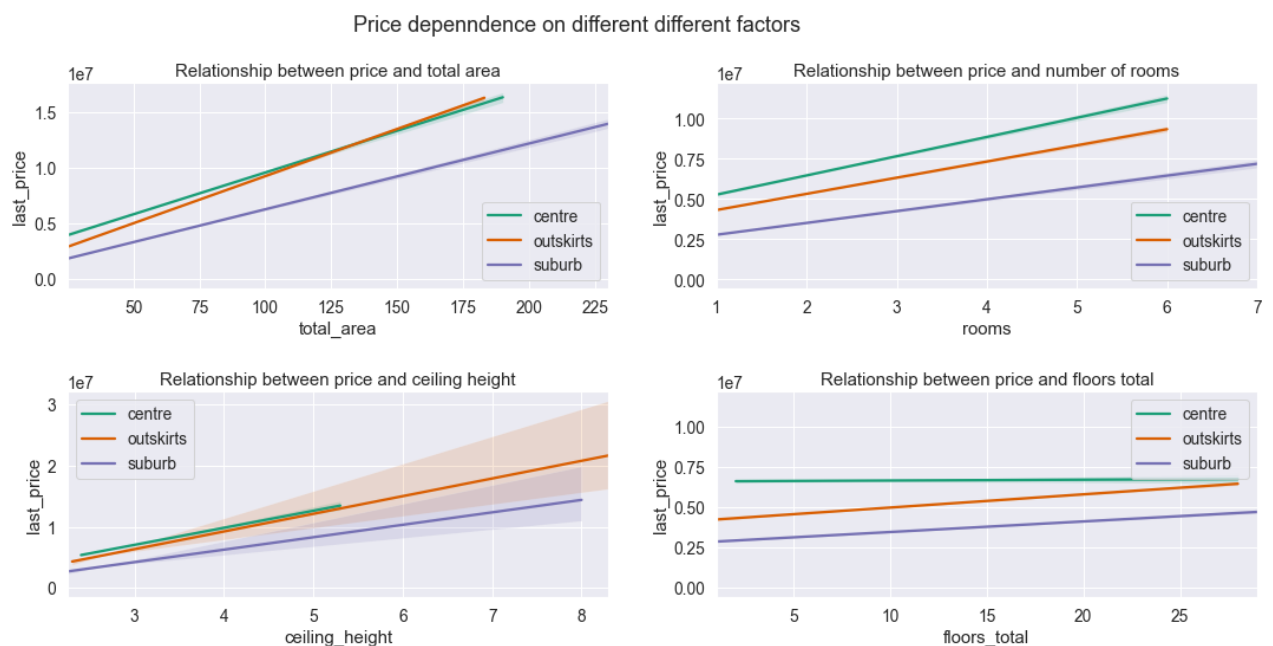 Price depenndence on different different factors
1e7
Relationship between price and total area
last_price
1.5
1.0
0.5
0.0
centre
outskirts
suburb
50 75 100 125 150 175 200 225
total_area
1e7
Relationship between price and number of rooms
last_price
1.00
0.75
0.50
0.25
0.00
centre
outskirts
suburb
1 2 3 4 5 6 7
rooms
1e7
Relationship between price and ceiling height
last_price
3
2
1
0
centre
outskirts
suburb
3 4 5 6 7 8
ceiling_height
1e7
Relationship between price and floors total
last_price
1.00
0.75
0.50
0.25
0.00
centre
outskirts
suburb
5 10 15 20 25
floors_total